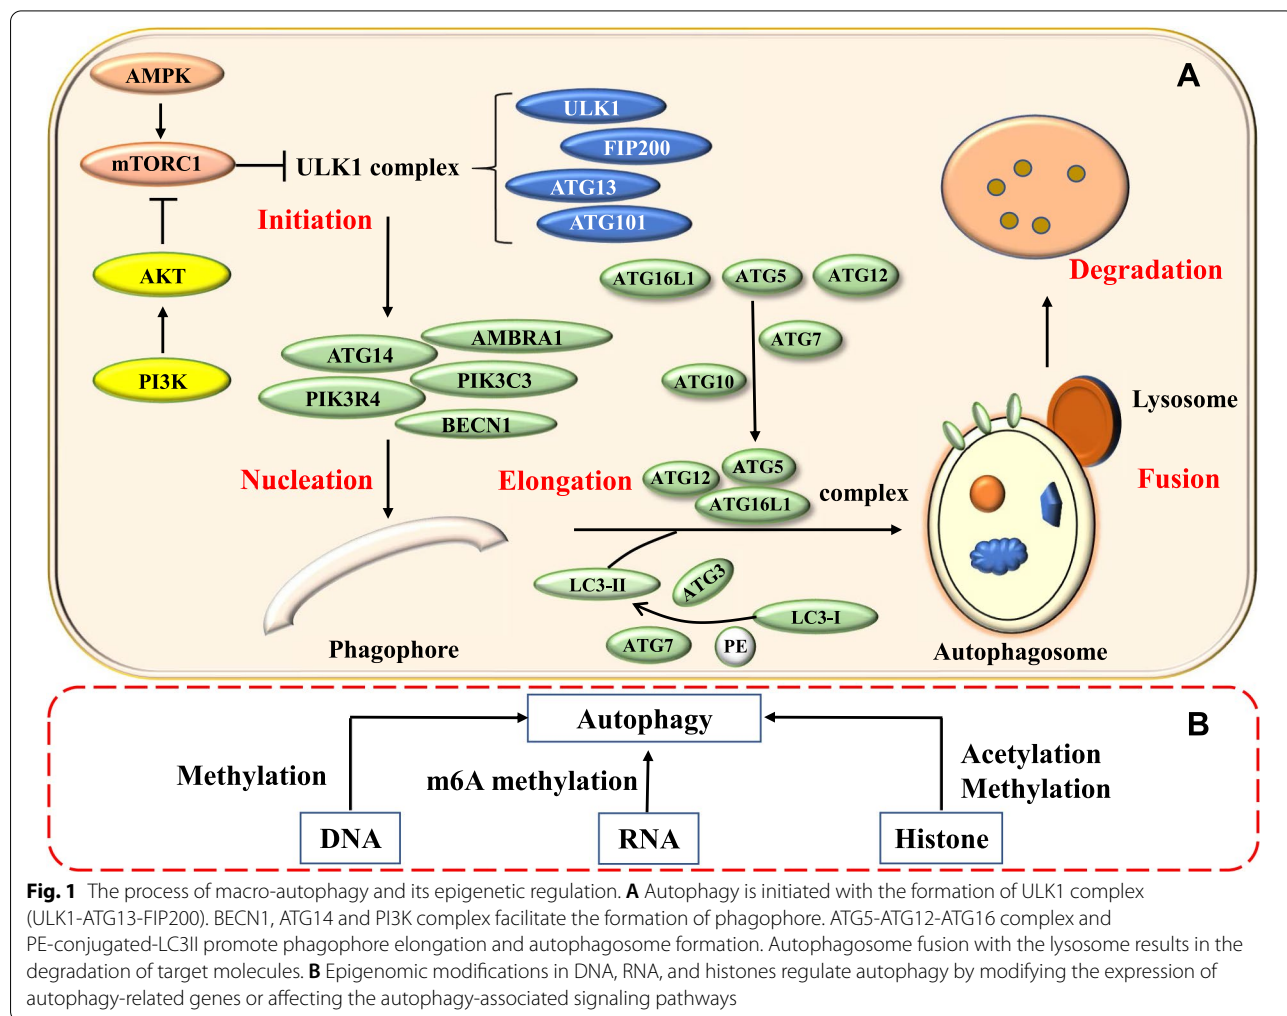 A
AMPK
mTORC1
ULK1 complex
ULK1
FIP200
ATG13
ATG101
Initiation
AKT
PI3K
ATG14
AMBRA1
PIK3C3
PIK3R4
BECN1
Nucleation
Phagophore
ATG16L1
ATG5
ATG12
ATG7
ATG10
Elongation
ATG12
ATG5
ATG16L1
complex
LC3-II
ATG3
LC3-I
ATG7
PE
Degradation
Lysosome
Fusion
Autophagosome
B
Autophagy
Methylation
m6A methylation
Acetylation
Methylation
DNA
RNA
Histone
Fig. 1 The process of macro-autophagy and its epigenetic regulation. A Autophagy is initiated with the formation of ULK1 complex
(ULK1-ATG13-FIP200). BECN1, ATG14 and PI3K complex facilitate the formation of phagophore. ATG5-ATG12-ATG16 complex and
PE-conjugated-LC3II promote phagophore elongation and autophagosome formation. Autophagosome fusion with the lysosome results in the
degradation of target molecules. B Epigenomic modifications in DNA, RNA, and histones regulate autophagy by modifying the expression of
autophagy-related genes or affecting the autophagy-associated signaling pathways